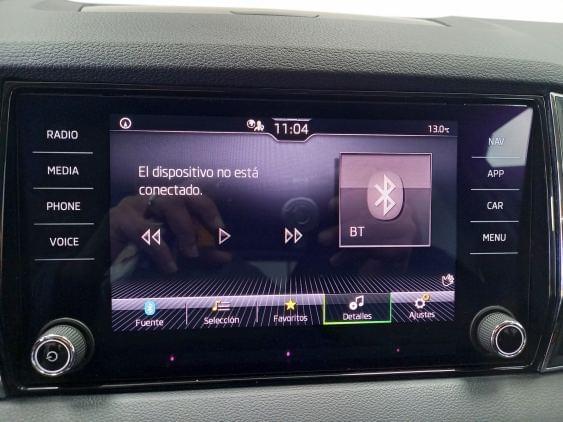 11:04
13.0°C
RADIO
MEDIA
PHONE
VOICE
El dispositivo no está
conectado.
BT
NAV
APP
CAR
MENU
Fuente
Selección
Favoritos
Detalles
Ajustes